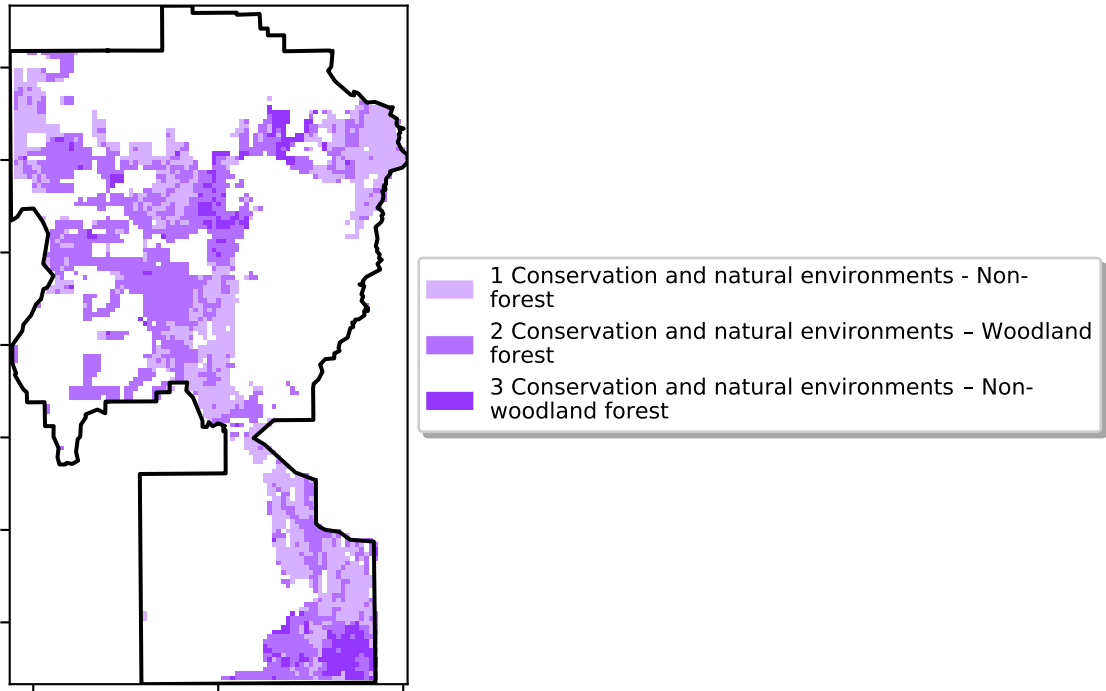 1 Conservation and natural environments - Non-
forest
2 Conservation and natural environments – Woodland
forest
3 Conservation and natural environments – Non-
woodland forest